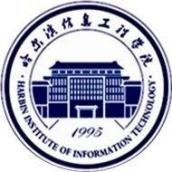 哈尔滨信息工程学院
1995
HARBIN INSTITUTE OF INFORMATION TECHNOLOGY